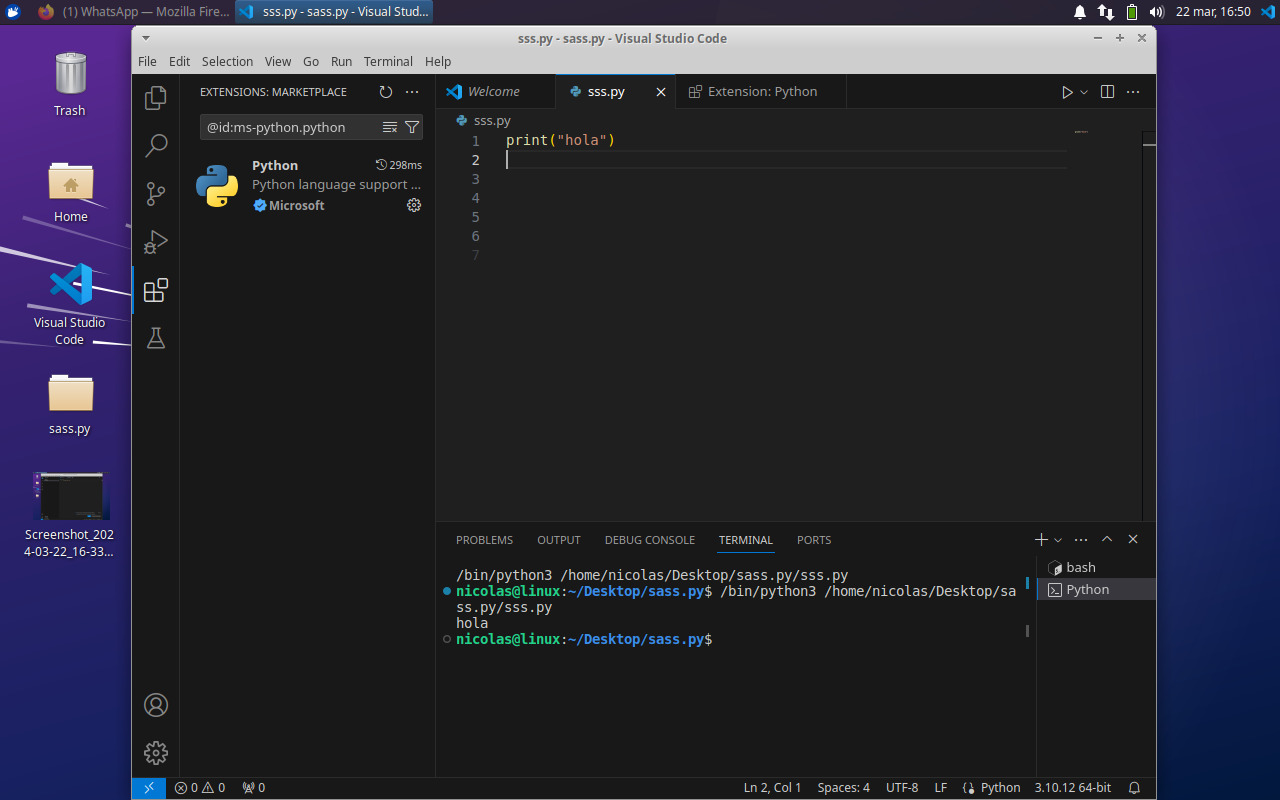 (1) WhatsApp — Mozilla Fire...
sss.py - sass.py - Visual Stud...
22 mar, 16:50
Trash
Home
Visual Studio
Code
sass.py
Screenshot_202
4-03-22_16-33...
sss.py - sass.py - Visual Studio Code
File Edit Selection View Go Run Terminal Help
EXTENSIONS: MARKETPLACE
@id:ms-python.python
Python 298ms
Python language support ...
Microsoft
Welcome
sss.py
Extension: Python
sss.py
1 print("hola")
2
3
4
5
6
7
PROBLEMS OUTPUT DEBUG CONSOLE TERMINAL PORTS
/bin/python3 /home/nicolas/Desktop/sass.py/sss.py
nicolas@linux:~/Desktop/sass.py$ /bin/python3 /home/nicolas/Desktop/sa
ss.py/sss.py
hola
nicolas@linux:~/Desktop/sass.py$
bash
Python
0 0 0
Ln 2, Col 1 Spaces: 4 UTF-8 LF Python 3.10.12 64-bit